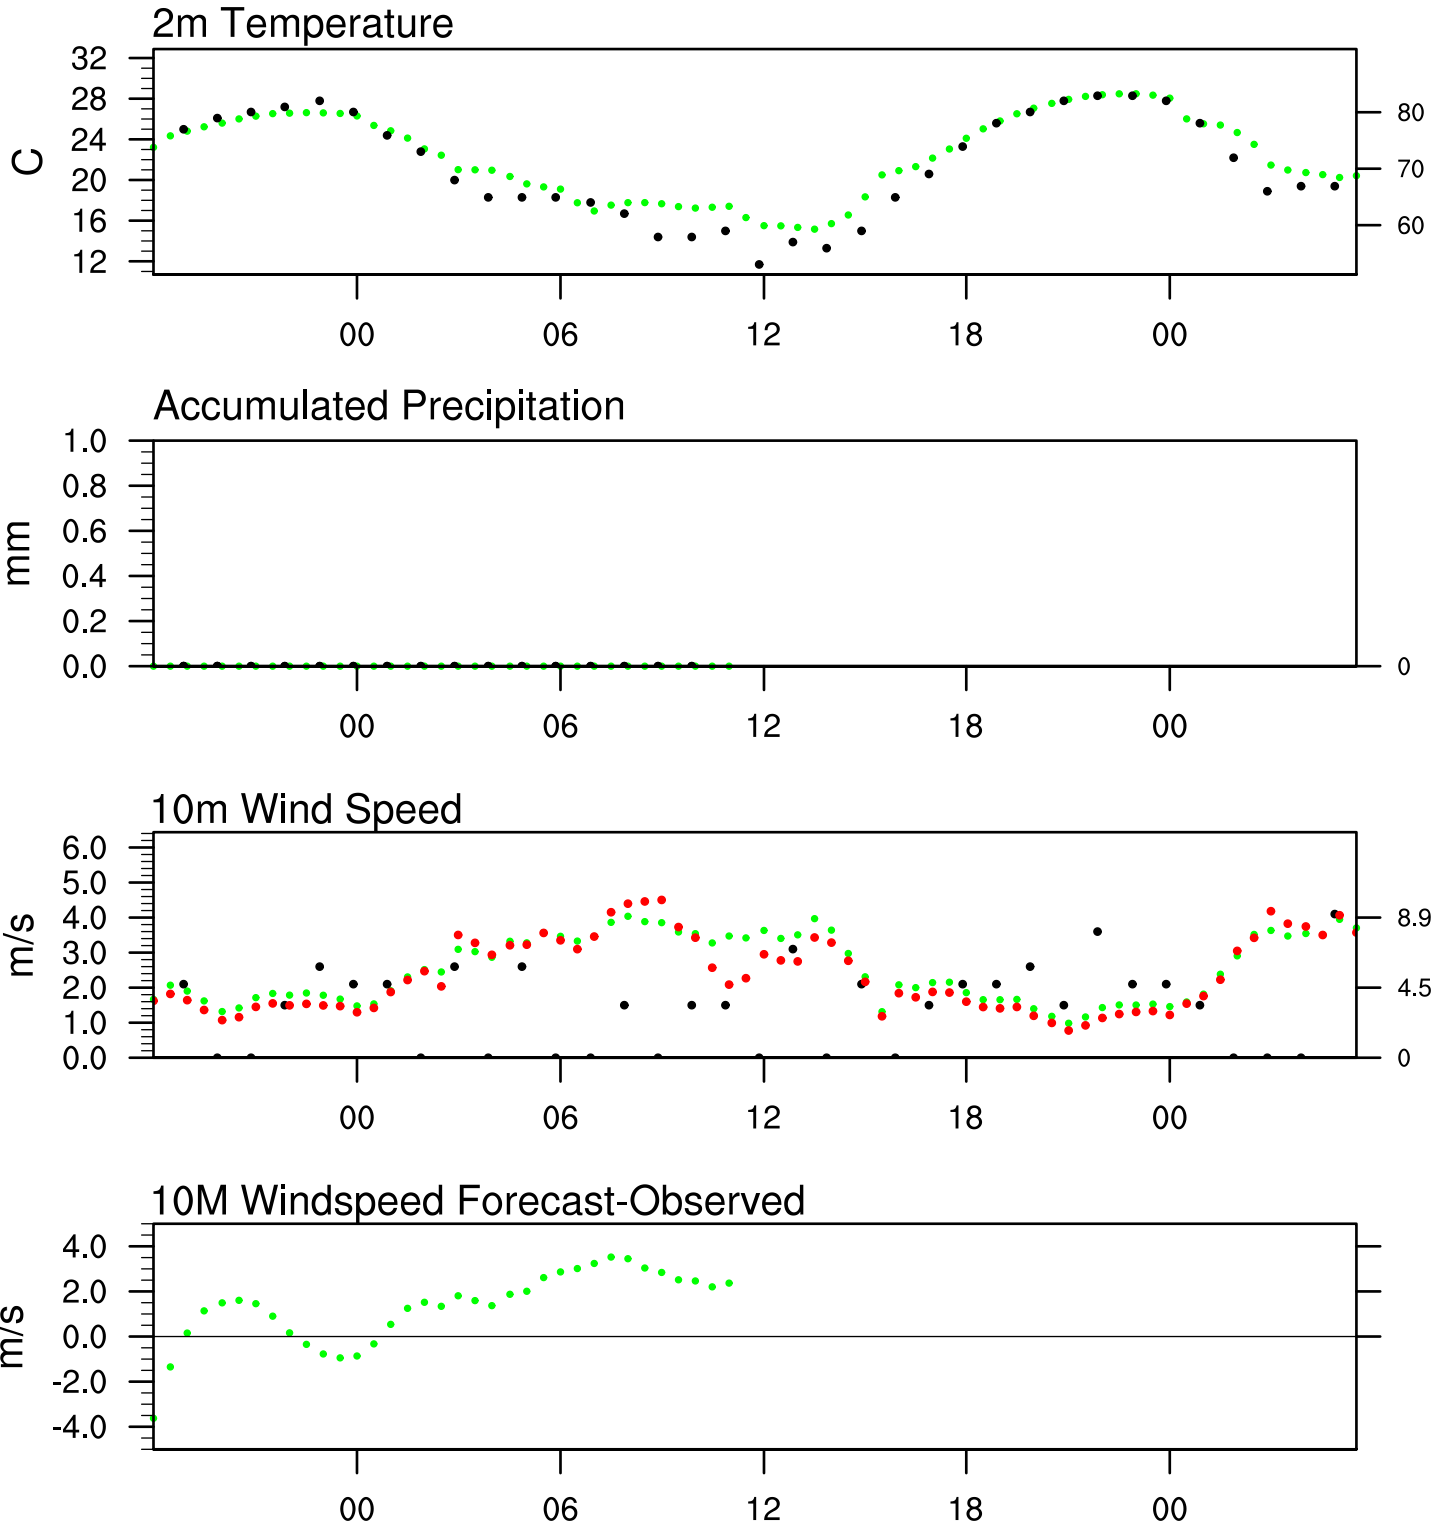 2m Temperature
32
28
24
20
16
12
C
80
70
60
00 06 12 18 00
Accumulated Precipitation
1.0
0.8
0.6
0.4
0.2
0.0
mm
0
00 06 12 18 00
10m Wind Speed
6.0
5.0
4.0
3.0
2.0
1.0
0.0
m/s
8.9
4.5
0
00 06 12 18 00
10M Windspeed Forecast-Observed
4.0
2.0
0.0
-2.0
-4.0
m/s
00 06 12 18 00